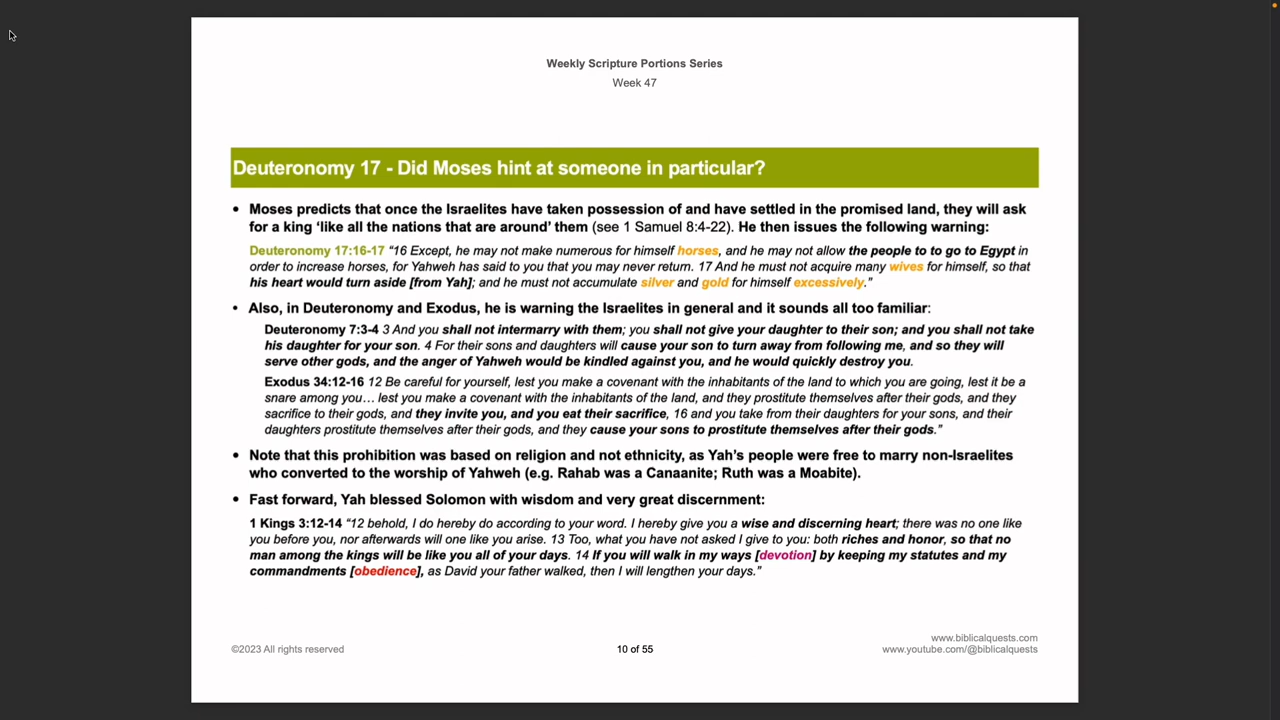 Weekly Scripture Portions Series
Week 47
Deuteronomy 17 - Did Moses hint at someone in particular?
• Moses predicts that once the Israelites have taken possession of and have settled in the promised land, they will ask
for a king ‘like all the nations that are around’ them (see 1 Samuel 8:4-22). He then issues the following warning:
Deuteronomy 17:16-17 “16 Except, he may not make numerous for himself horses, and he may not allow the people to to go to Egypt in
order to increase horses, for Yahweh has said to you that you may never return. 17 And he must not acquire many wives for himself, so that
his heart would turn aside [from Yah]; and he must not accumulate silver and gold for himself excessively.”
• Also, in Deuteronomy and Exodus, he is warning the Israelites in general and it sounds all too familiar:
Deuteronomy 7:3-4 3 And you shall not intermarry with them; you shall not give your daughter to their son; and you shall not take
his daughter for your son. 4 For their sons and daughters will cause your son to turn away from following me, and so they will
serve other gods, and the anger of Yahweh would be kindled against you, and he would quickly destroy you.
Exodus 34:12-16 12 Be careful for yourself, lest you make a covenant with the inhabitants of the land to which you are going, lest it be a
snare among you… lest you make a covenant with the inhabitants of the land, and they prostitute themselves after their gods, and they
sacrifice to their gods, and they invite you, and you eat their sacrifice, 16 and you take from their daughters for your sons, and their
daughters prostitute themselves after their gods, and they cause your sons to prostitute themselves after their gods.”
• Note that this prohibition was based on religion and not ethnicity, as Yah’s people were free to marry non-Israelites
who converted to the worship of Yahweh (e.g. Rahab was a Canaanite; Ruth was a Moabite).
• Fast forward, Yah blessed Solomon with wisdom and very great discernment:
1 Kings 3:12-14 “12 behold, I do hereby do according to your word. I hereby give you a wise and discerning heart; there was no one like
you before you, nor afterwards will one like you arise. 13 Too, what you have not asked I give to you: both riches and honor, so that no
man among the kings will be like you all of your days. 14 If you will walk in my ways [devotion] by keeping my statutes and my
commandments [obedience], as David your father walked, then I will lengthen your days.”
©2023 All rights reserved
10 of 55
www.biblicalquests.com
www.youtube.com/@biblicalquests